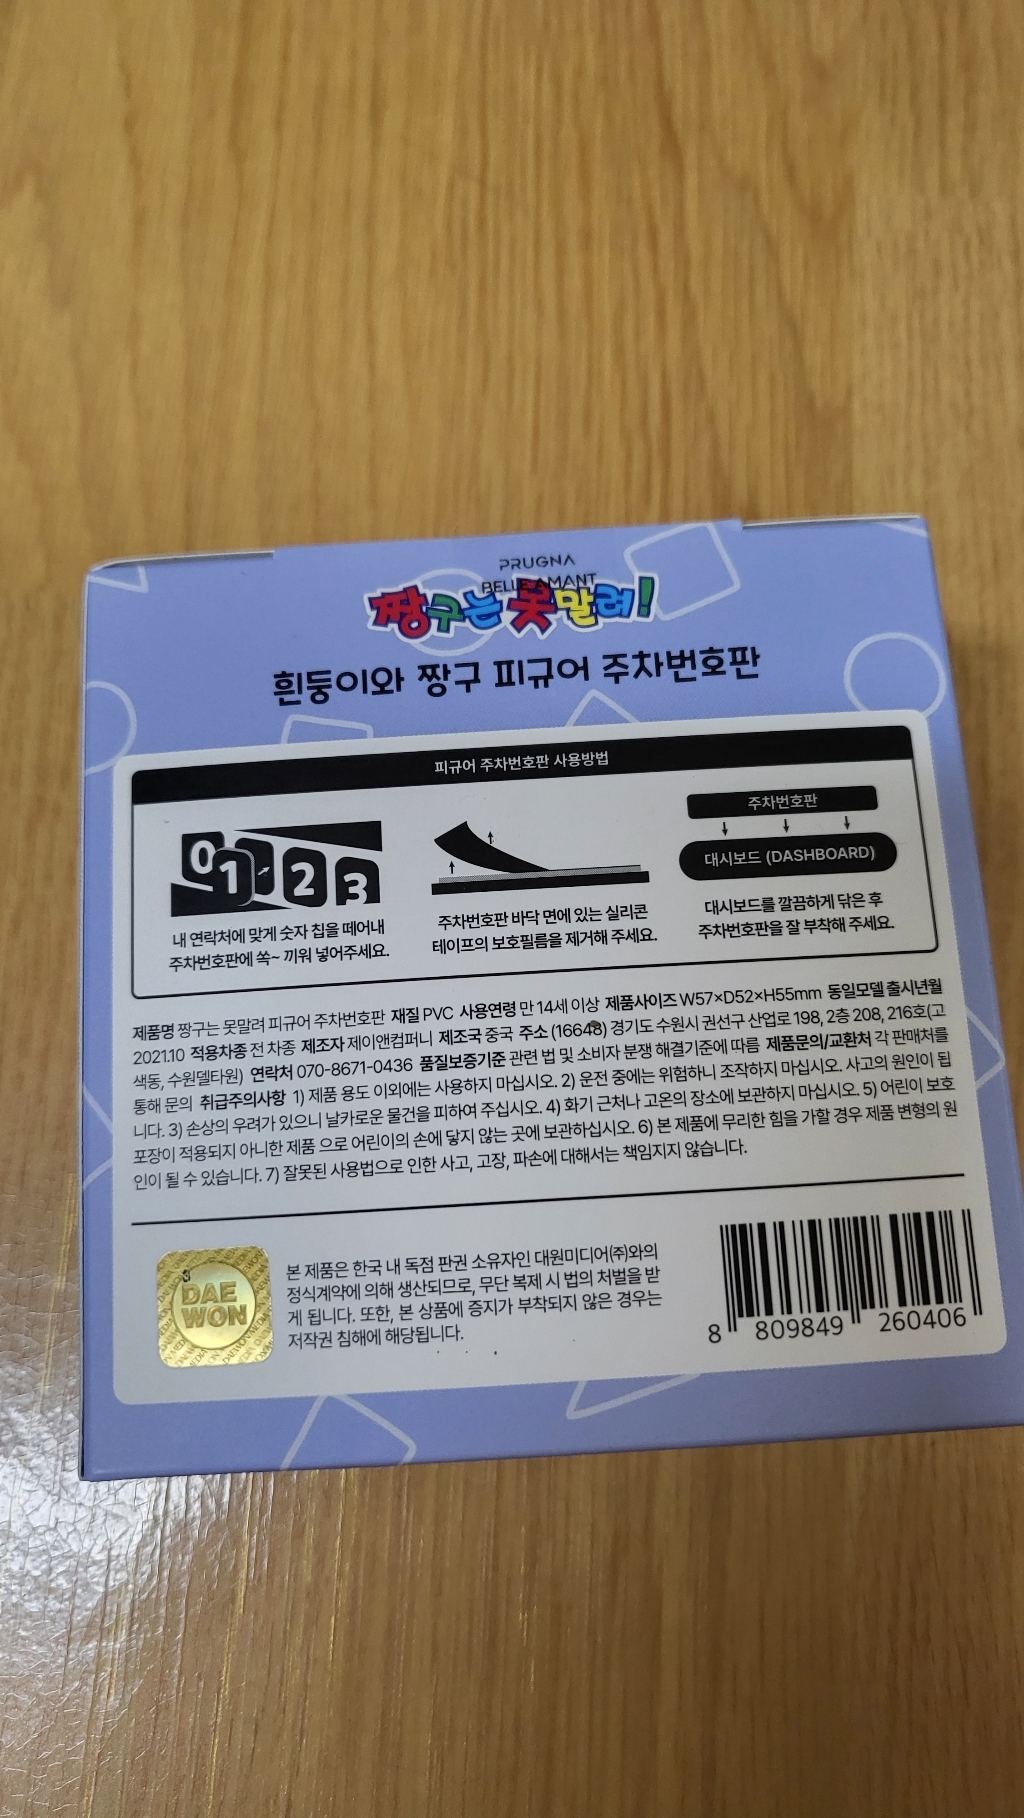 PRUGNA
BELLE AMANT
짱구는 못말려!
흰둥이와 짱구 피규어 주차번호판
피규어 주차번호판 사용방법
0 1 2 3
내 연락처에 맞게 숫자 칩을 떼어내
주차번호판에 쏙~ 끼워 넣어주세요.
주차번호판 바닥 면에 있는 실리콘
테이프의 보호필름을 제거해 주세요.
주차번호판
대시보드 (DASHBOARD)
대시보드를 깔끔하게 닦은 후
주차번호판을 잘 부착해 주세요.
제품명 짱구는 못말려 피규어 주차번호판 재질 PVC 사용연령 만 14세 이상 제품사이즈 W57×D52×H55mm 동일모델 출시년월
2021.10 적용차종 전 차종 제조자 제이앤컴퍼니 제조국 중국 주소 (16648) 경기도 수원시 권선구 산업로 198, 2층 208, 216호(고
색동, 수원델타원) 연락처 070-8671-0436 품질보증기준 관련 법 및 소비자 분쟁 해결기준에 따름 제품문의/교환처 각 판매처를
통해 문의 취급주의사항 1) 제품 용도 이외에는 사용하지 마십시오. 2) 운전 중에는 위험하니 조작하지 마십시오. 사고의 원인이 됩
니다. 3) 손상의 우려가 있으니 날카로운 물건을 피하여 주십시오. 4) 화기 근처나 고온의 장소에 보관하지 마십시오. 5) 어린이 보호
포장이 적용되지 아니한 제품 으로 어린이의 손에 닿지 않는 곳에 보관하십시오. 6) 본 제품에 무리한 힘을 가할 경우 제품 변형의 원
인이 될 수 있습니다. 7) 잘못된 사용법으로 인한 사고, 고장, 파손에 대해서는 책임지지 않습니다.
DAE
WON
본 제품은 한국 내 독점 판권 소유자인 대원미디어(주)와의
정식계약에 의해 생산되므로, 무단 복제 시 법의 처벌을 받
게 됩니다. 또한, 본 상품에 증지가 부착되지 않은 경우는
저작권 침해에 해당됩니다.
8 809849 260406